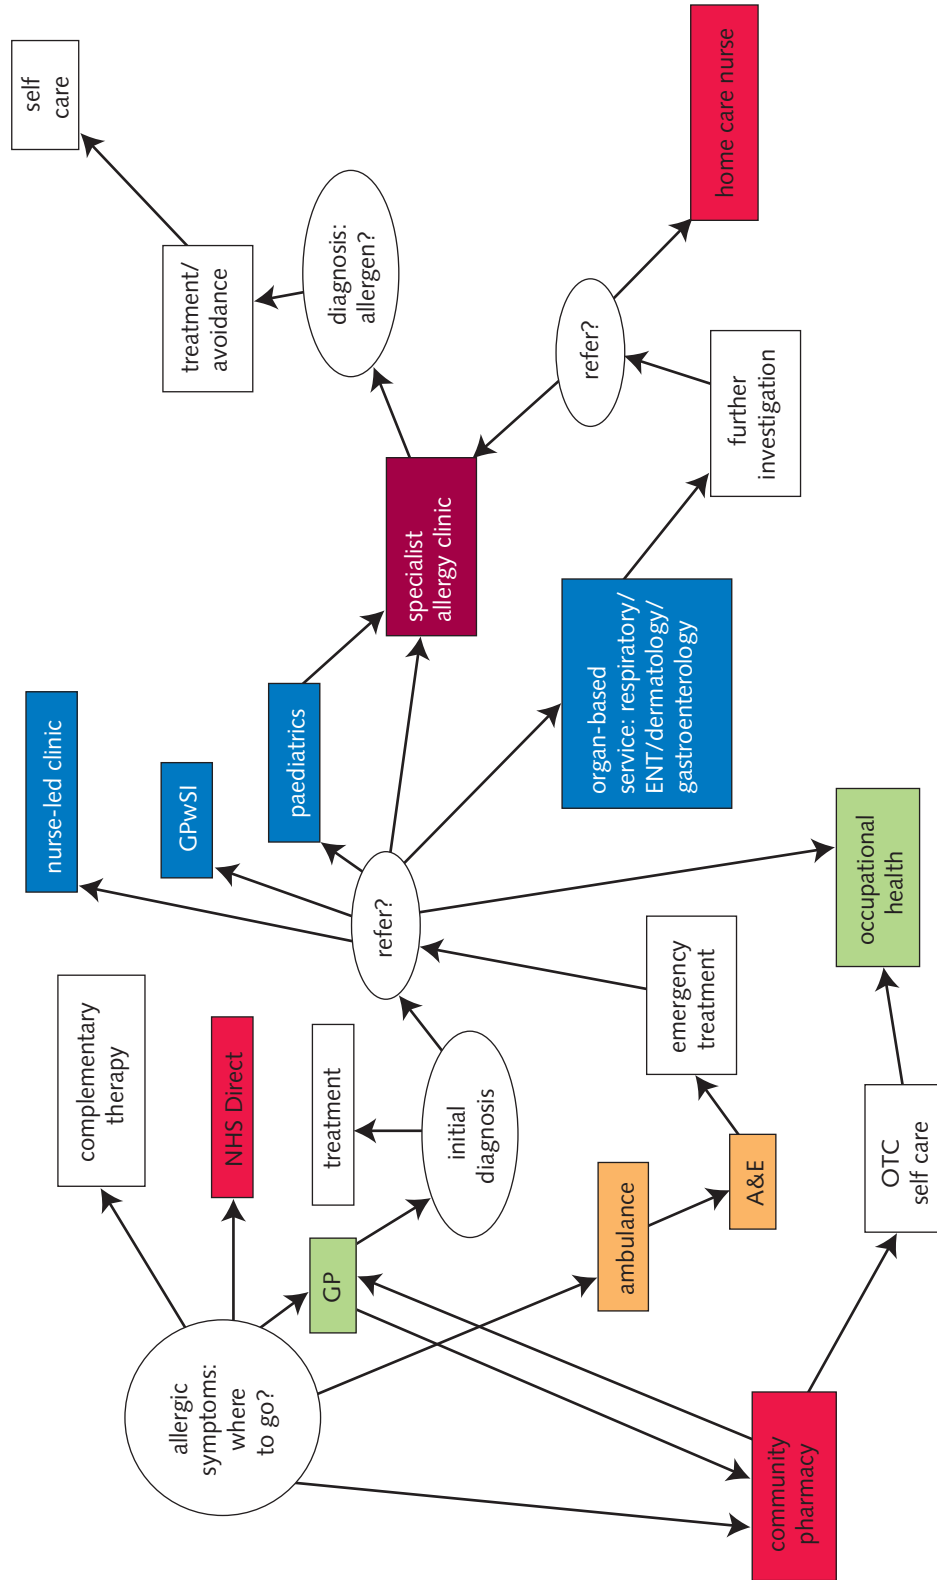 allergic
symptoms:
where
to go?
complementary
therapy
NHS Direct
GP
ambulance
community
pharmacy
treatment
initial
diagnosis
A&E
OTC
self care
emergency
treatment
refer?
nurse-led clinic
GPwSI
paediatrics
occupational
health
organ-based
service: respiratory/
ENT/dermatology/
gastroenterology
specialist
allergy clinic
further
investigation
refer?
home care nurse
diagnosis:
allergen?
treatment/
avoidance
self
care